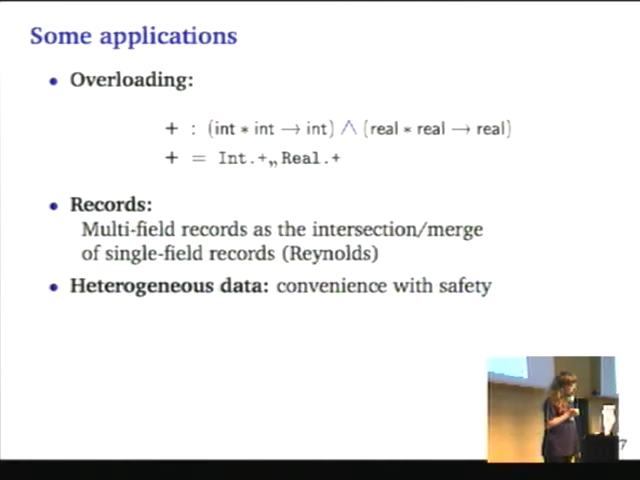 Some applications
• Overloading:
+ : (int * int → int) ∧ (real * real → real)
+ = Int.+,,Real.+
• Records:
Multi-field records as the intersection/merge
of single-field records (Reynolds)
• Heterogeneous data: convenience with safety
7